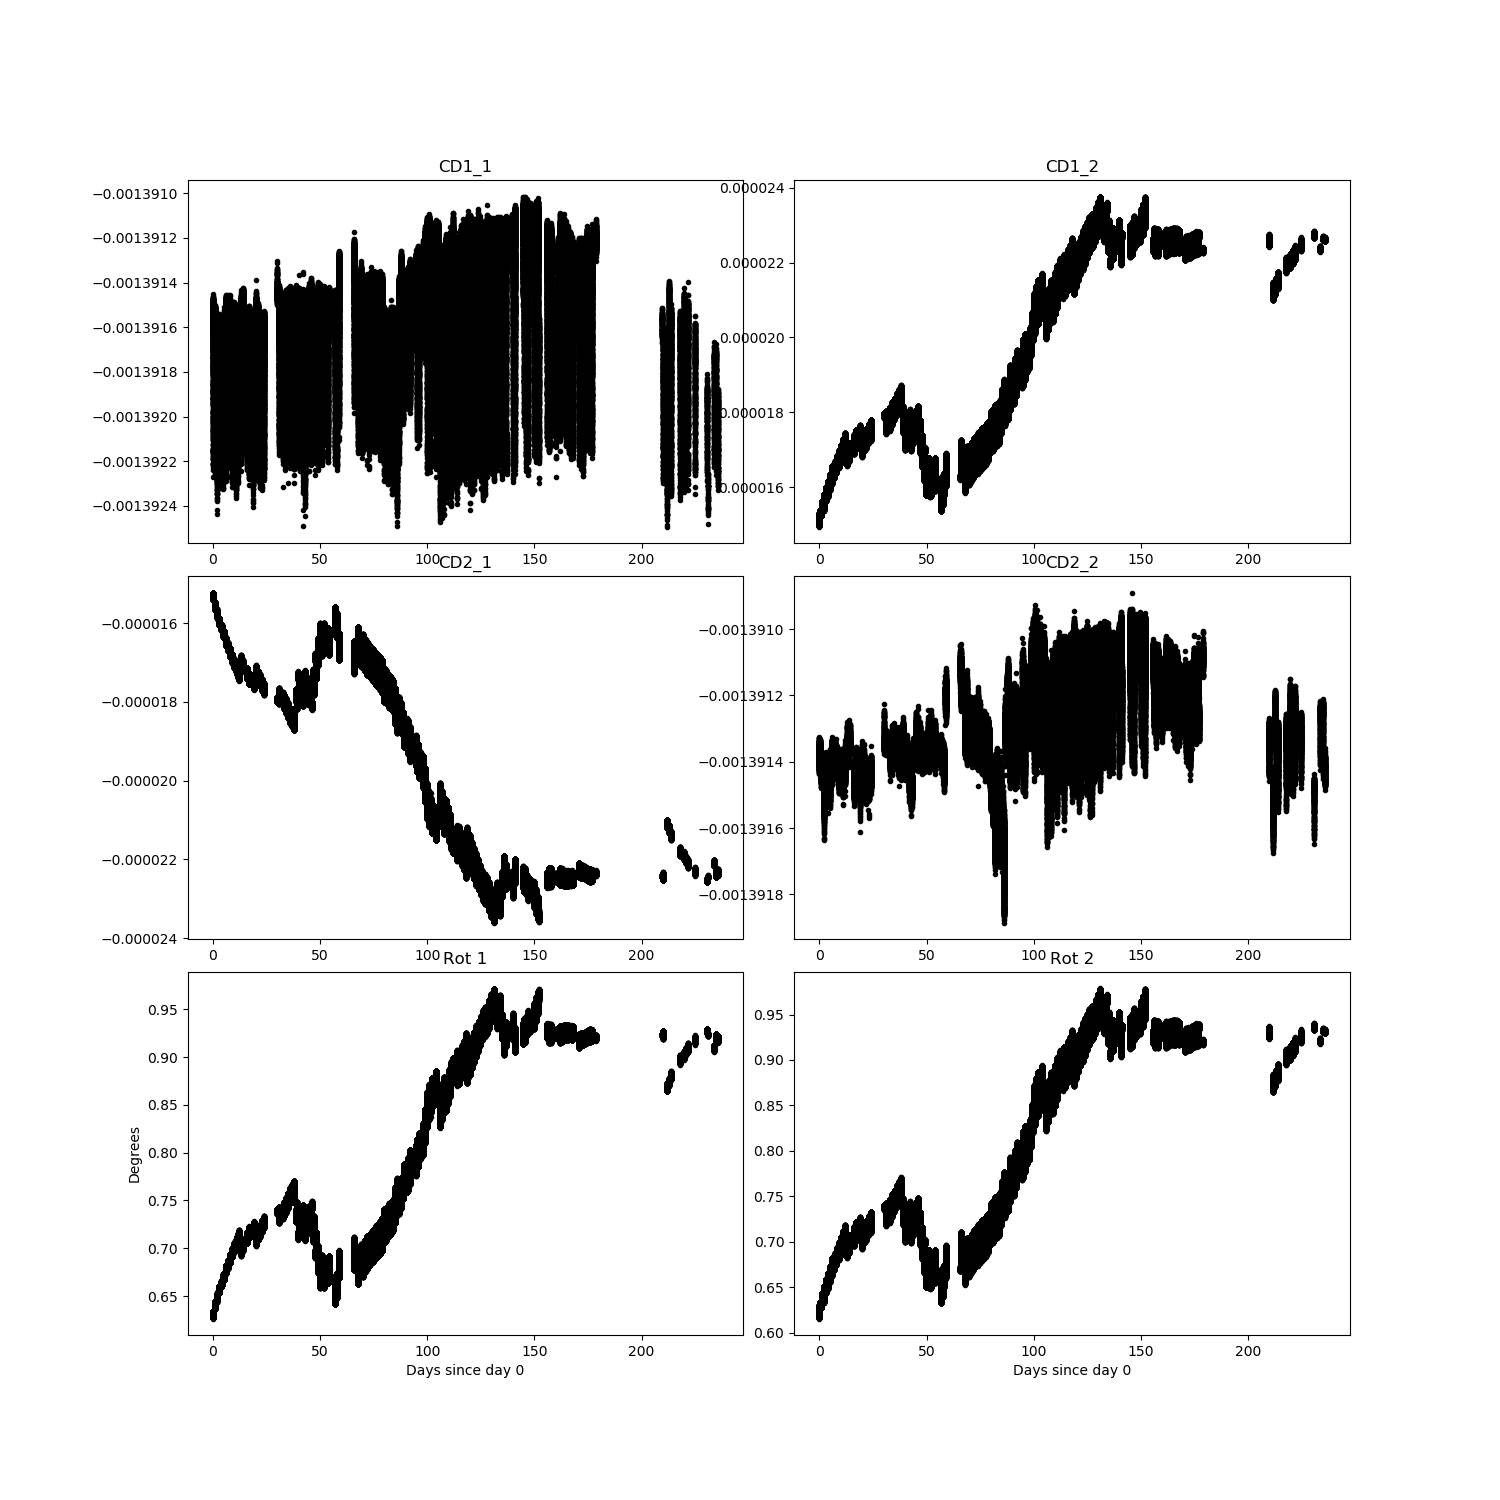 CD1_1
−0.0013910
−0.0013912
−0.0013914
−0.0013916
−0.0013918
−0.0013920
−0.0013922
−0.0013924
0 50 100 150 200
CD1_2
0.000024
0.000022
0.000020
0.000018
0.000016
0 50 100 150 200
CD2_1
−0.000016
−0.000018
−0.000020
−0.000022
−0.000024
0 50 100 150 200
CD2_2
−0.0013910
−0.0013912
−0.0013914
−0.0013916
−0.0013918
0 50 100 150 200
Rot 1
Degrees
0.95
0.90
0.85
0.80
0.75
0.70
0.65
0 50 100 150 200
Days since day 0
Rot 2
0.95
0.90
0.85
0.80
0.75
0.70
0.65
0.60
0 50 100 150 200
Days since day 0